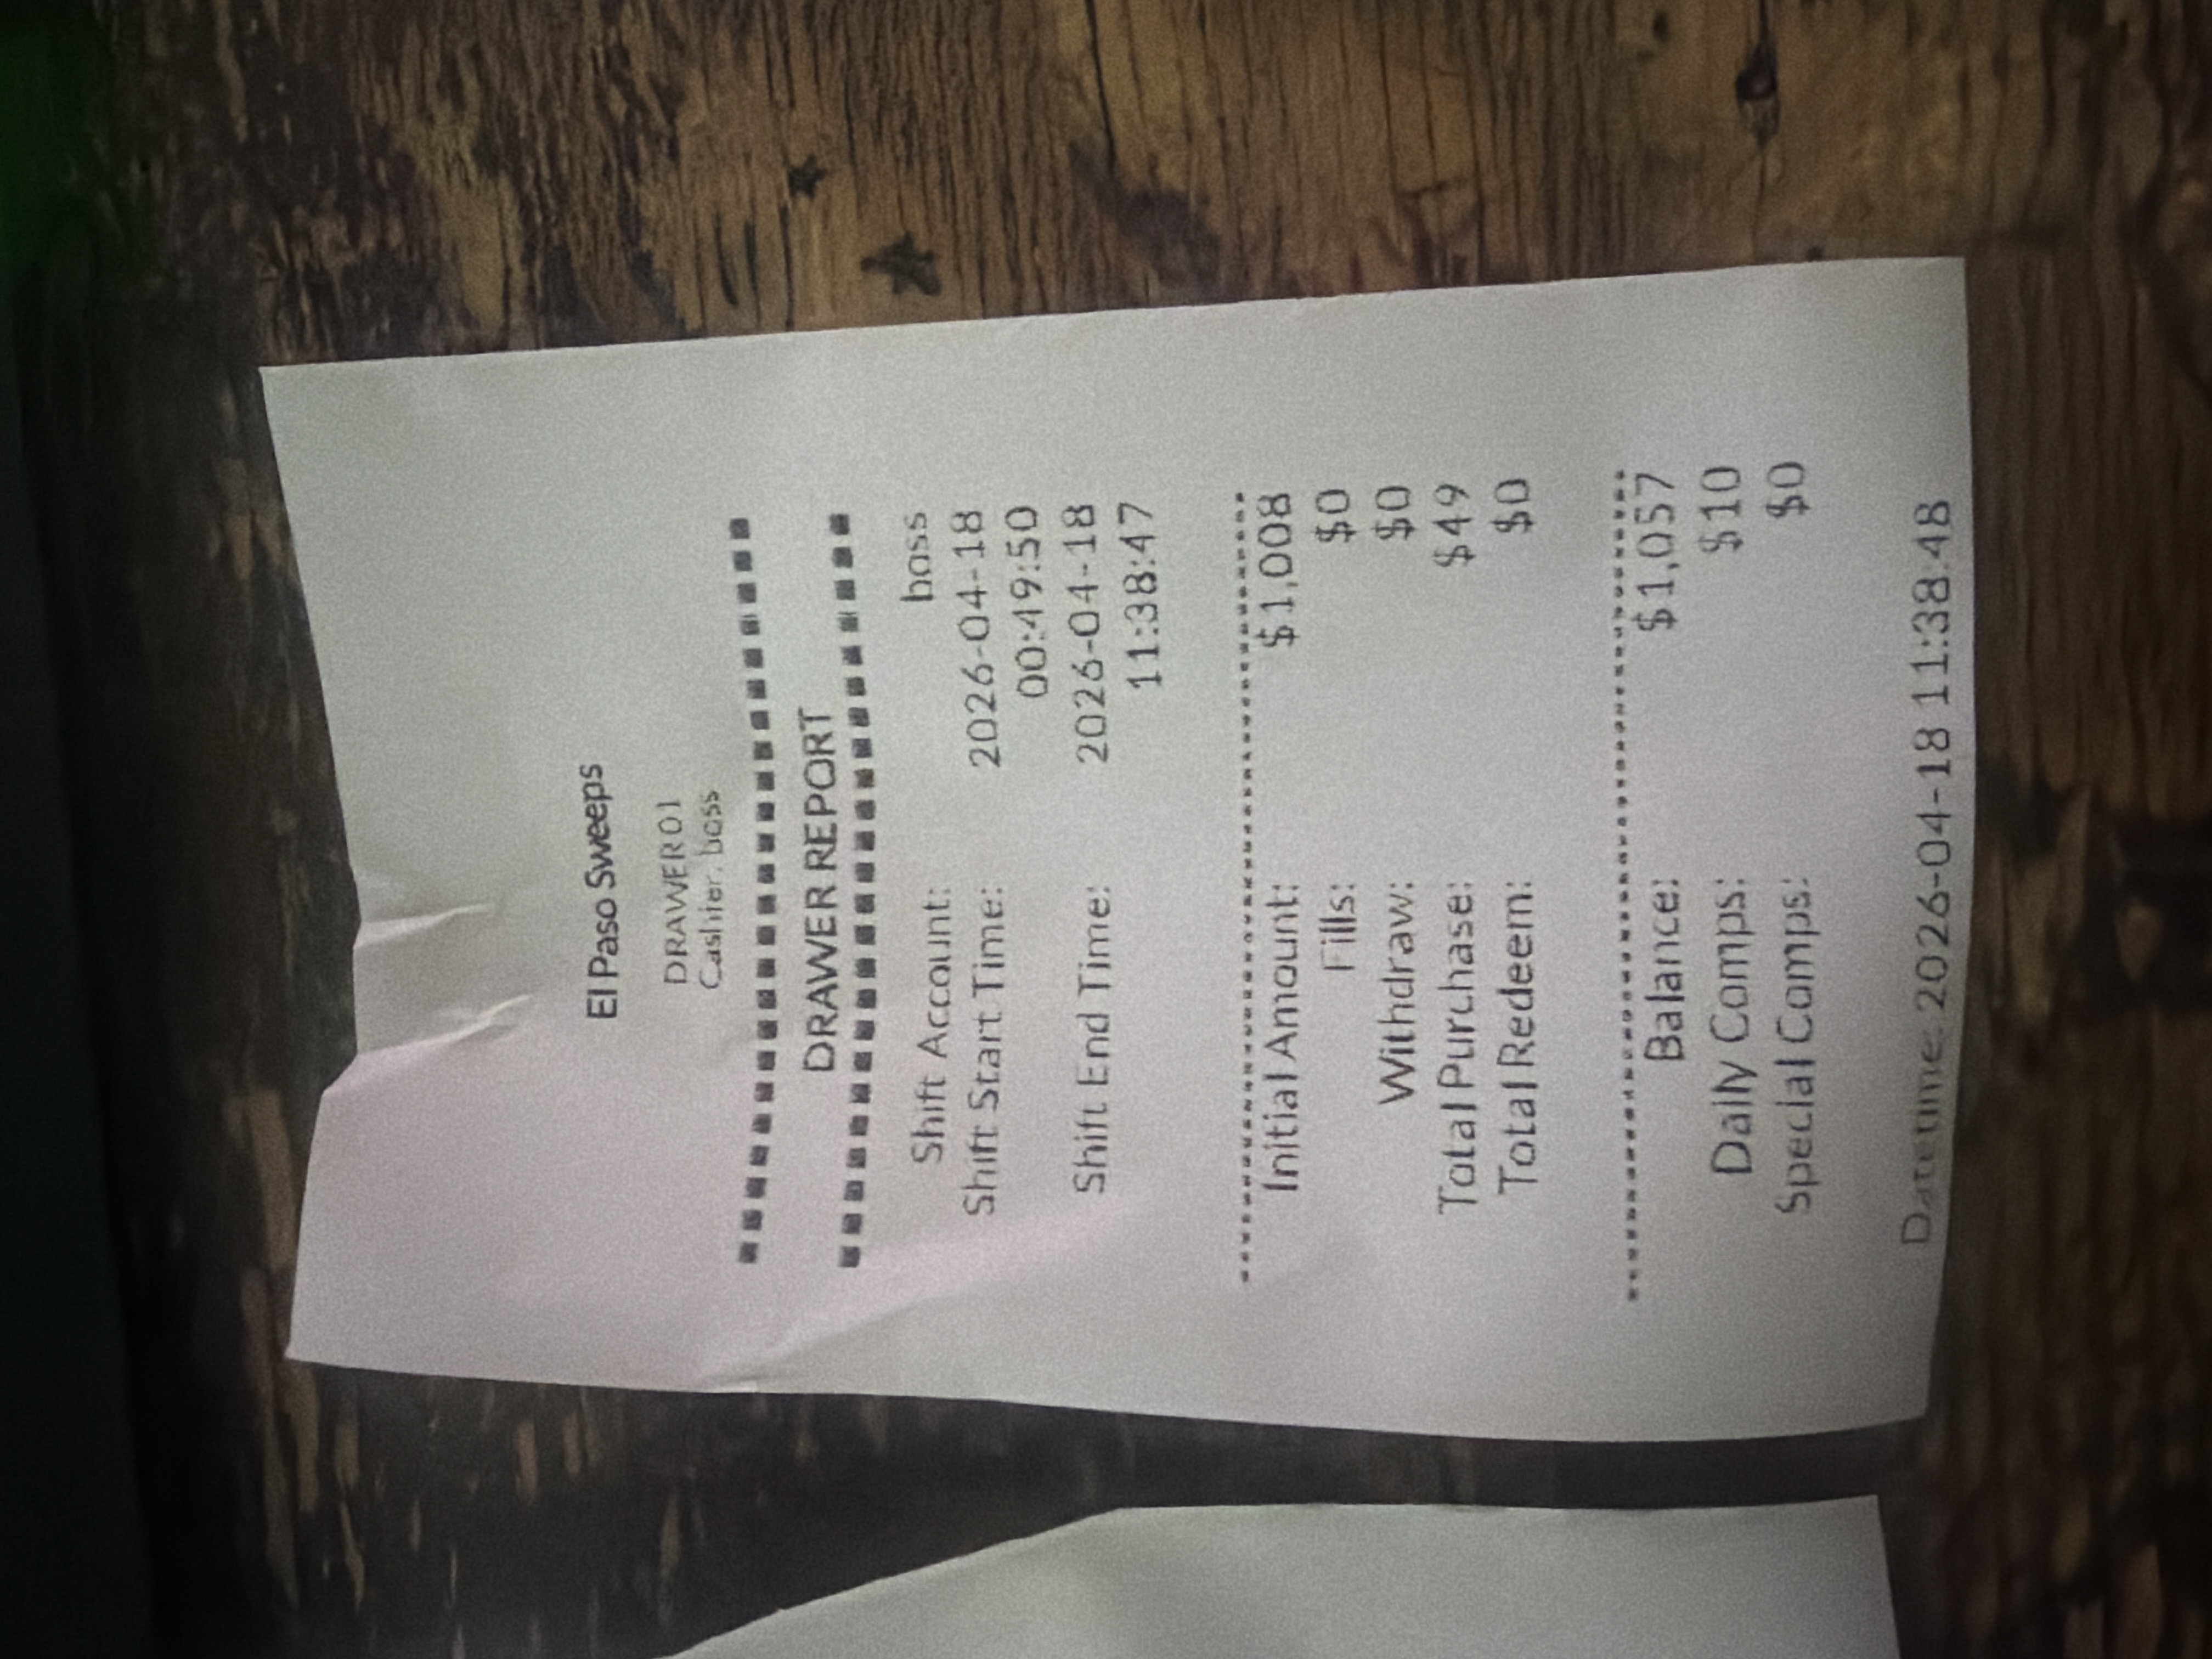 El Paso Sweeps
DRAWER01
Cashier: boss
DRAWER REPORT
Shift Account: boss
Shift Start Time: 2026-04-18
00:49:50
Shift End Time: 2026-04-18
11:38:47
Initial Amount: $1,008
Fills: $0
Withdraw: $0
Total Purchase: $49
Total Redeem: $0
Balance: $1,057
Daily Comps: $10
Special Comps: $0
Datetime: 2026-04-18 11:38:48